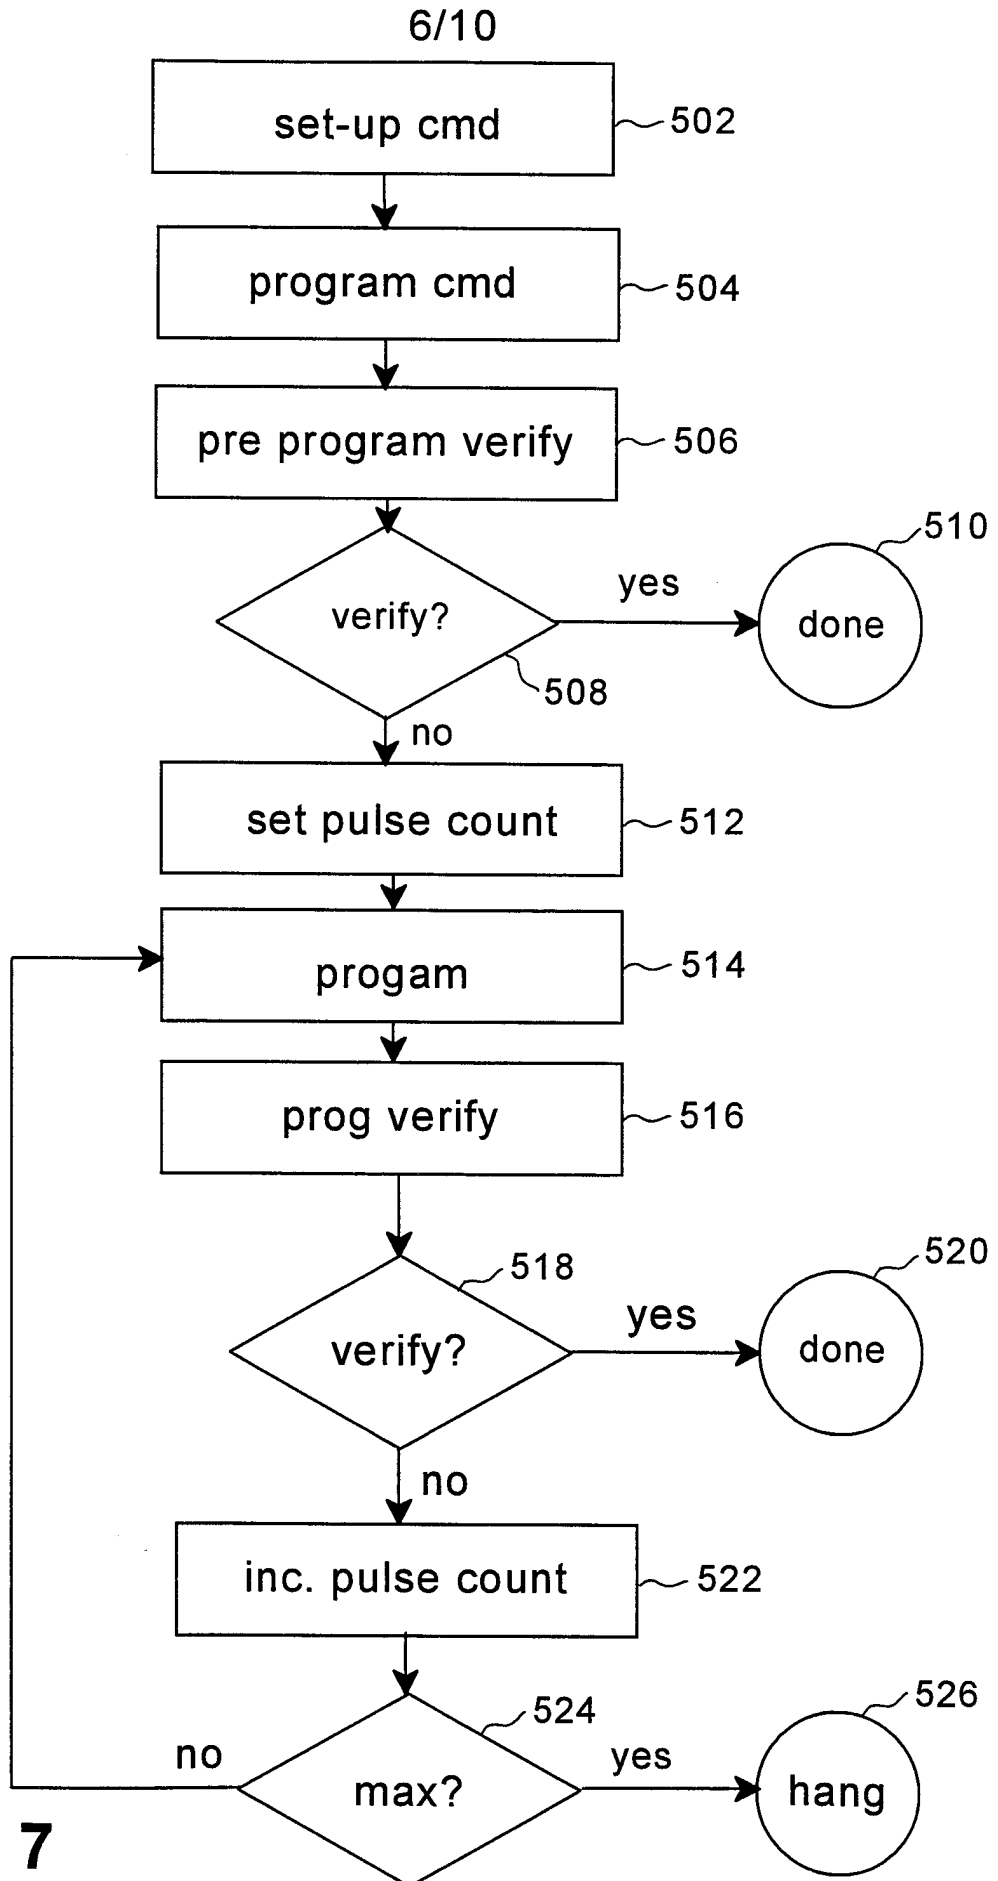 6/10
set-up cmd
502
program cmd
504
pre program verify
506
510
yes
verify?
done
508
no
set pulse count
512
progam
514
prog verify
516
518
520
yes
verify?
done
no
inc. pulse count
522
524
526
no
yes
max?
hang
7